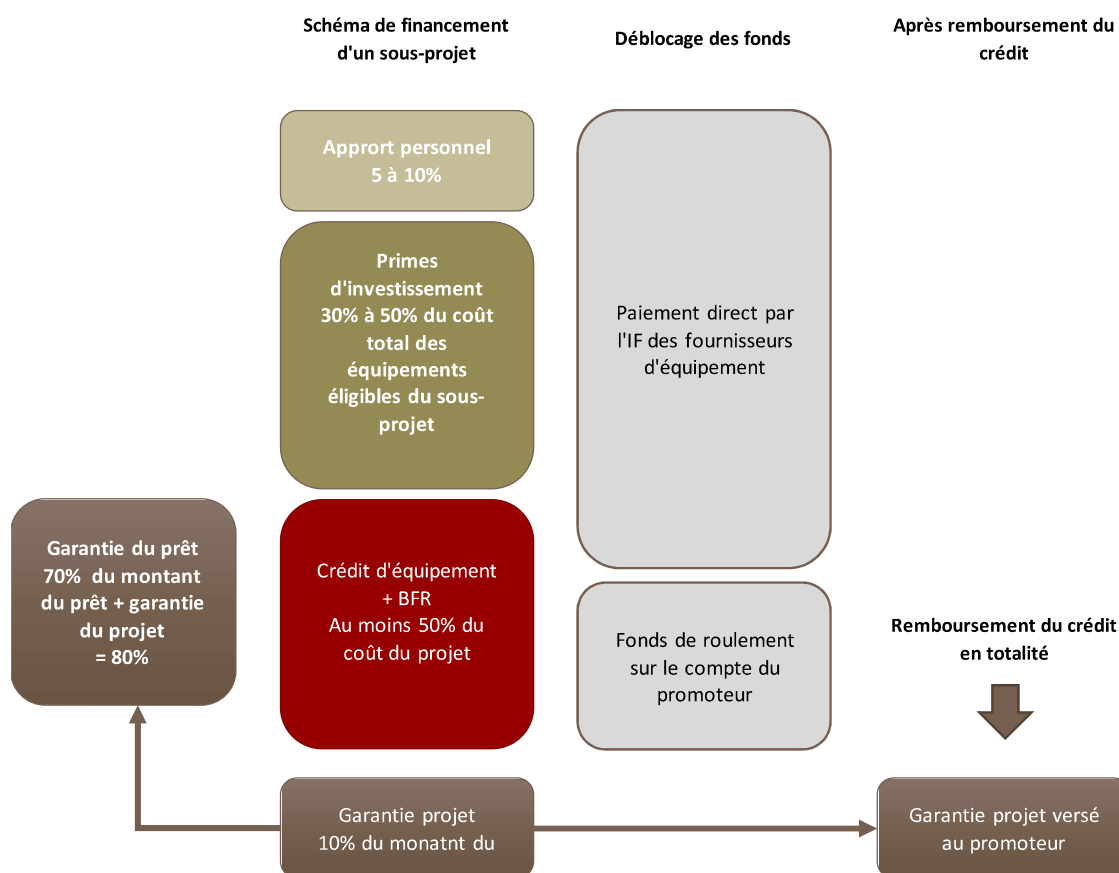 Schéma de financement
d'un sous-projet
Déblocage des fonds
Après remboursement du
crédit
Apprort personnel
5 à 10%
Primes
d'investissement
30% à 50% du coût
total des
équipements
éligibles du sous-
projet
Paiement direct par
l'IF des fournisseurs
d'équipement
Garantie du prêt
70% du montant
du prêt + garantie
du projet
= 80%
Crédit d'équipement
+ BFR
Au moins 50% du
coût du projet
Fonds de roulement
sur le compte du
promoteur
Remboursement du crédit
en totalité
Garantie projet
10% du monatnt du
Garantie projet versé
au promoteur